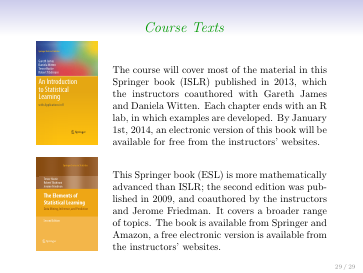 Course Texts
An Introduction
to Statistical
Learning
Springer
The course will cover most of the material in this
Springer book (ISLR) published in 2013, which
the instructors coauthored with Gareth James
and Daniela Witten. Each chapter ends with an R
lab, in which examples are developed. By January
1st, 2014, an electronic version of this book will be
available for free from the instructors' websites.
The Elements of
Statistical Learning
Springer
This Springer book (ESL) is more mathematically
advanced than ISLR; the second edition was pub-
lished in 2009, and coauthored by the instructors
and Jerome Friedman. It covers a broader range
of topics. The book is available from Springer and
Amazon, a free electronic version is available from
the instructors' websites.
29 / 29